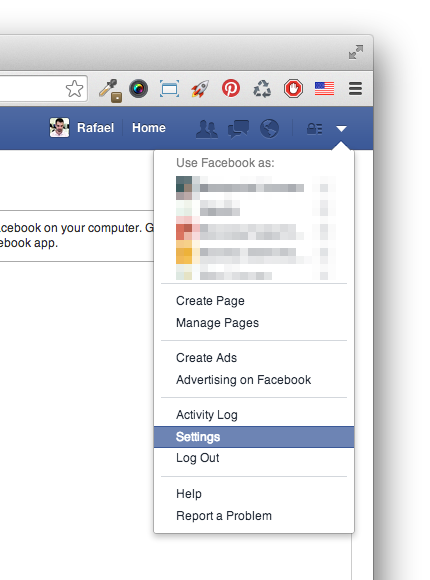 Rafael
Home
Use Facebook as:
acebook on your computer. G
ebook app.
Create Page
Manage Pages
Create Ads
Advertising on Facebook
Activity Log
Settings
Log Out
Help
Report a Problem